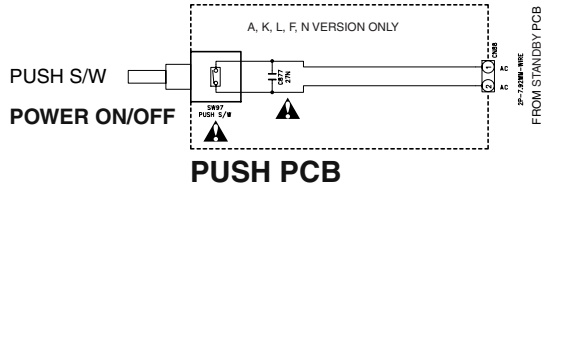 A, K, L, F, N VERSION ONLY
PUSH S/W
POWER ON/OFF
SW97
PUSH S/W
C877
27N
CN88
1 AC
2 AC
2P-7.92MM-WIRE
FROM STANDBY PCB
PUSH PCB